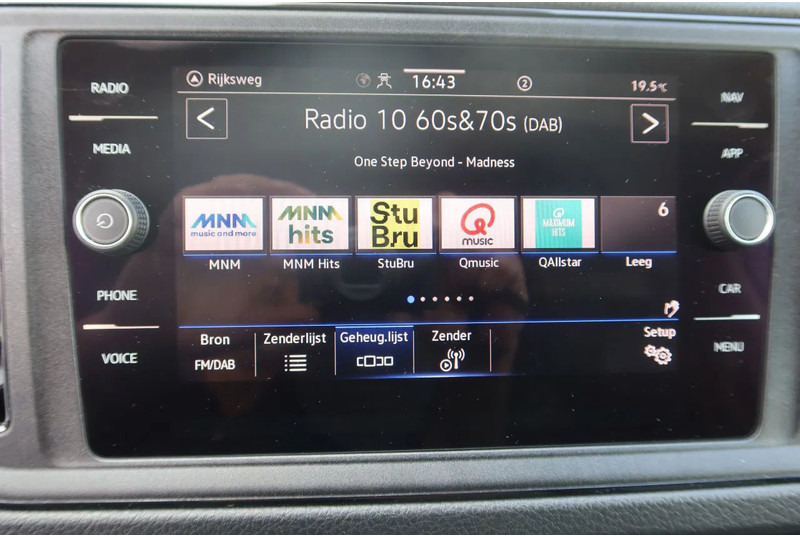 RADIO
MEDIA
PHONE
VOICE
Rijksweg
16:43
2
19.5°C
Radio 10 60s&70s (DAB)
One Step Beyond - Madness
MNM
music and more
MNM
hits
Stu
Bru
Q
music
Q
MAXIMUM
HITS
6
MNM
MNM Hits
StuBru
Qmusic
QAllstar
Leeg
Bron
FM/DAB
Zenderlijst
Geheug.lijst
Zender
Setup
NAV
APP
CAR
MENU